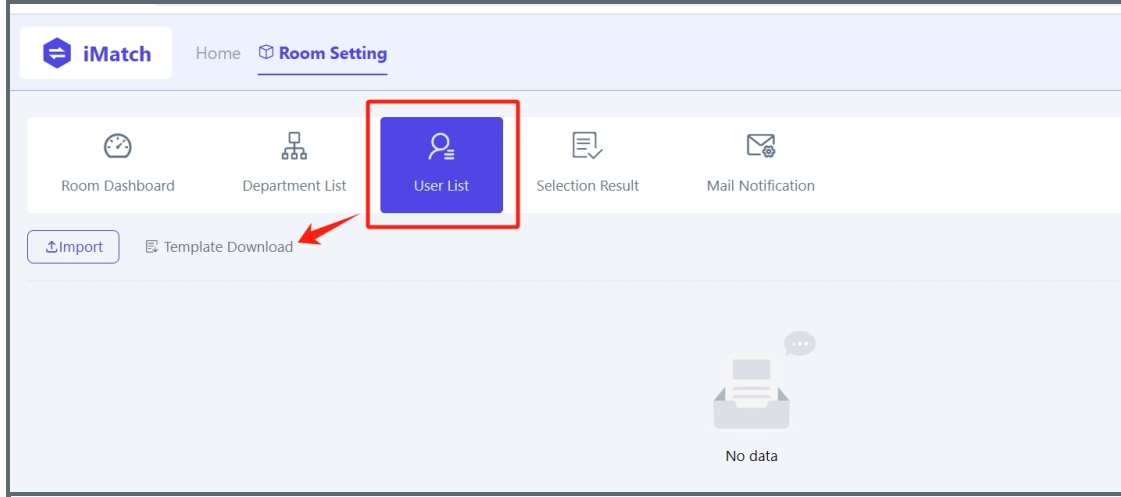 iMatch Home Room Setting
Room Dashboard Department List User List Selection Result Mail Notification
Import Template Download
No data